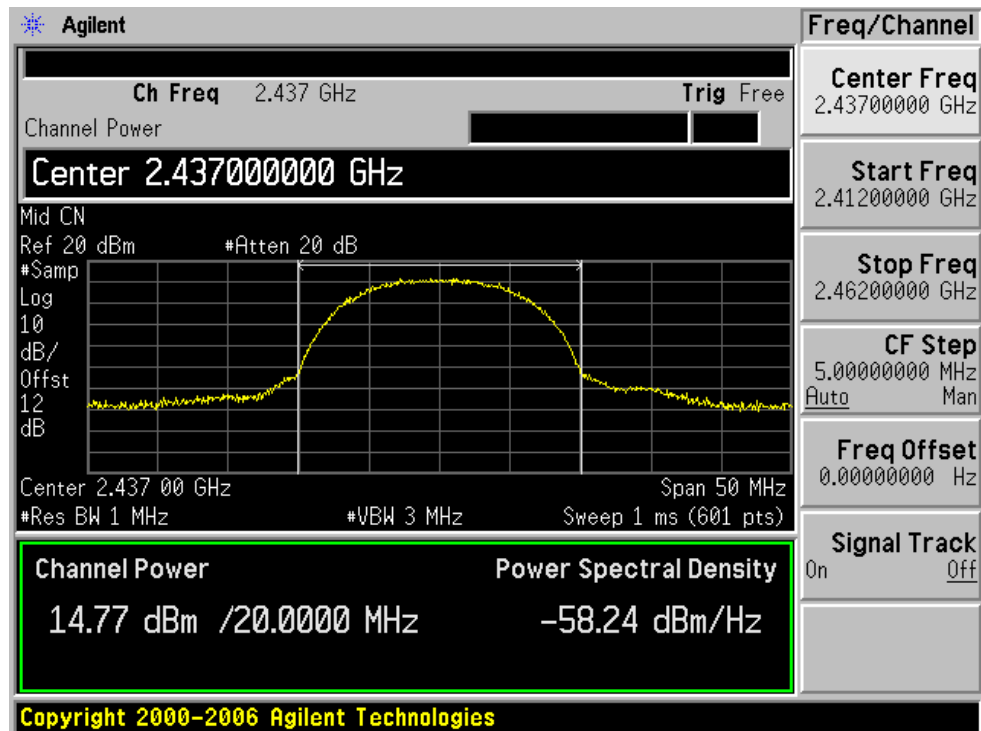 Agilent
Freq/Channel
Ch Freq 2.437 GHz Trig Free
Channel Power
Center 2.437000000 GHz
Mid CN
Ref 20 dBm #Atten 20 dB
#Samp
Log
10
dB/
Offst
12
dB
Center 2.437 00 GHz Span 50 MHz
#Res BW 1 MHz #VBW 3 MHz Sweep 1 ms (601 pts)
Channel Power Power Spectral Density
14.77 dBm /20.0000 MHz -58.24 dBm/Hz
Center Freq
2.43700000 GHz
Start Freq
2.41200000 GHz
Stop Freq
2.46200000 GHz
CF Step
5.00000000 MHz
Auto Man
Freq Offset
0.00000000 Hz
Signal Track
On Off
Copyright 2000-2006 Agilent Technologies